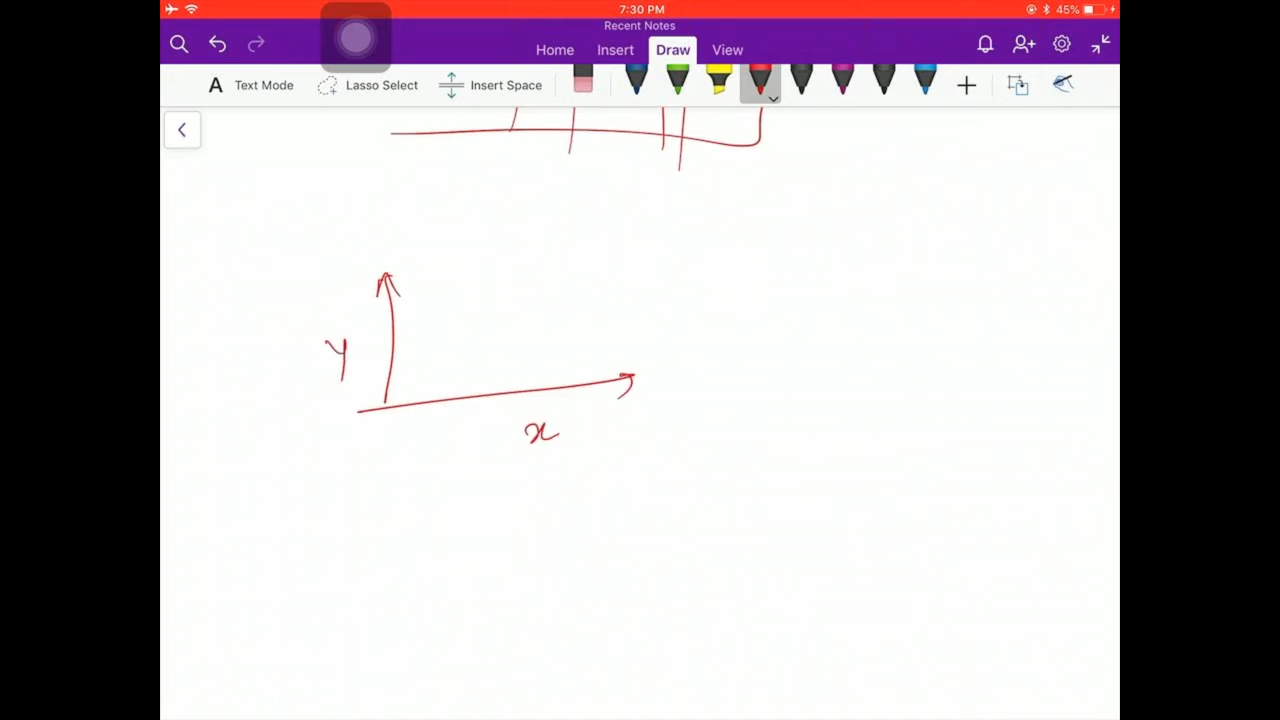 7:30 PM
45%
Recent Notes
Home Insert Draw View
A Text Mode Lasso Select Insert Space
y
x